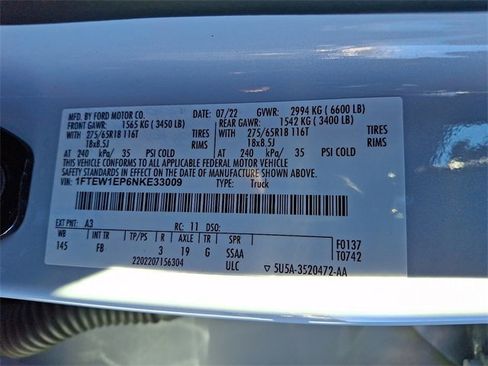 MFD. BY FORD MOTOR CO. 07/22 GVWR: 2994 KG (6600 LB)
FRONT GAWR: 1565 KG (3450 LB) REAR GAWR: 1542 KG (3400 LB)
WITH 275/65R18 116T TIRES WITH 275/65R18 116T TIRES
18x8.5J RIMS 18x8.5J RIMS
AT 240 kPa/ 35 PSI COLD AT 240 kPa/ 35 PSI COLD
THIS VEHICLE CONFORMS TO ALL APPLICABLE FEDERAL MOTOR VEHICLE
SAFETY STANDARDS IN EFFECT ON THE DATE OF MANUFACTURE SHOWN ABOVE.
VIN: 1FTEW1EP6NKE33009 TYPE: Truck
EXT PNT: A3 RC: 11 DSO:
WB INT TR TP/PS R AXLE TR SPR F0137
145 FB 3 19 G SSAA T0742
2202207156304 ULC 5U5A-3520472-AA